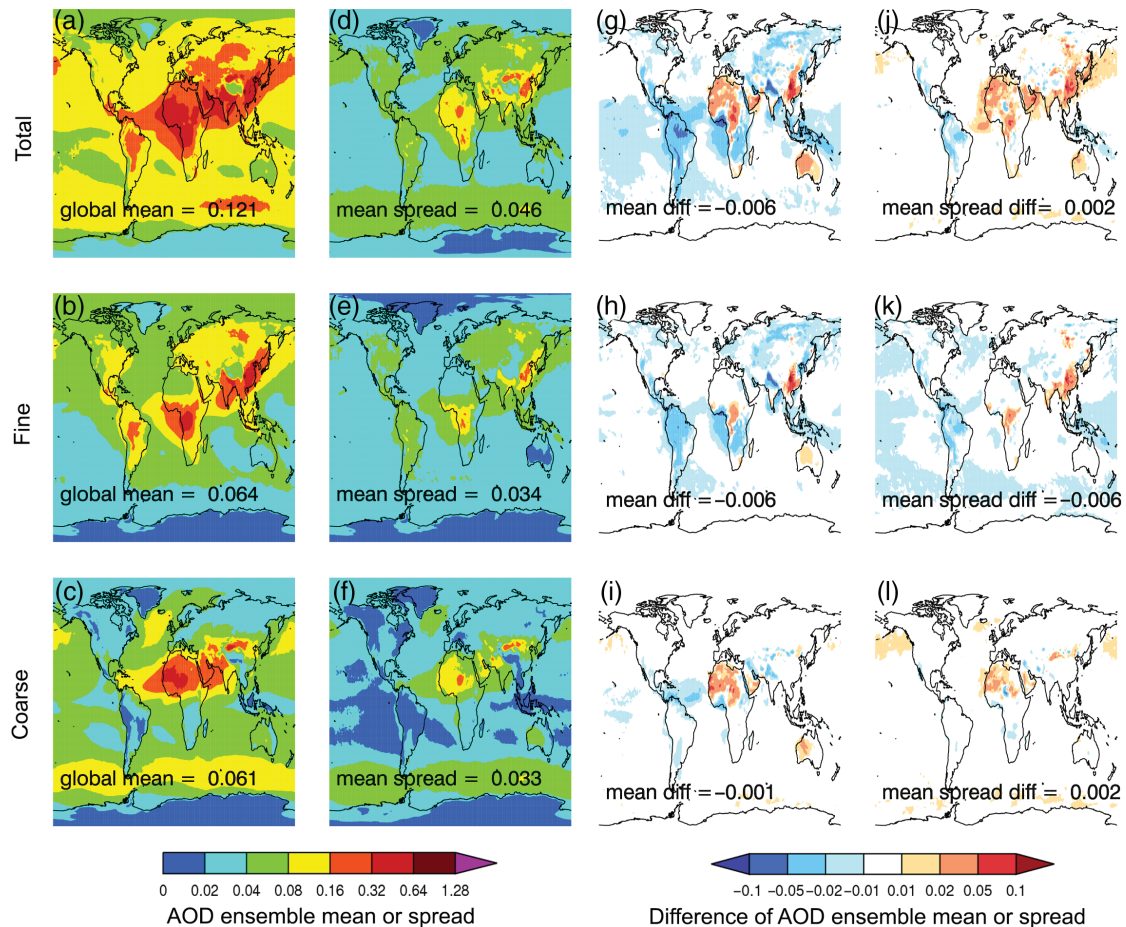 (a) (d) (g) (j)
Total
global mean = 0.121 mean spread = 0.046 mean diff =−0.006 mean spread diff= 0.002
(b) (e) (h) (k)
Fine
global mean = 0.064 mean spread = 0.034 mean diff =−0.006 mean spread diff =−0.006
(c) (f) (i) (l)
Coarse
global mean = 0.061 mean spread = 0.033 mean diff =−0.001 mean spread diff = 0.002
0 0.02 0.04 0.08 0.16 0.32 0.64 1.28
AOD ensemble mean or spread
−0.1 −0.05 −0.02 −0.01 0.01 0.02 0.05 0.1
Difference of AOD ensemble mean or spread